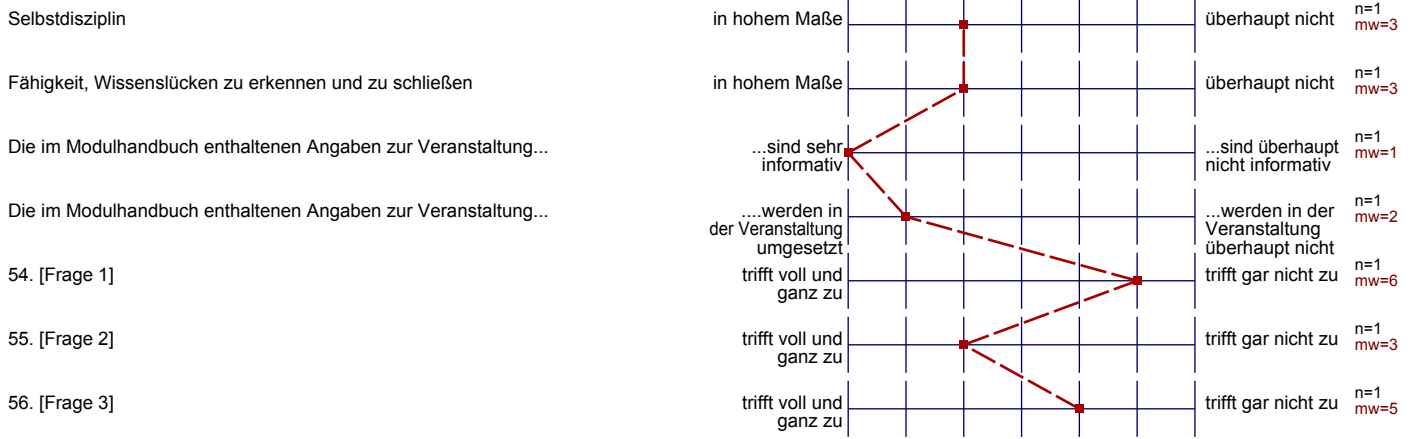 Selbstdisziplin
in hohem Maße
überhaupt nicht
n=1
mw=3
Fähigkeit, Wissenslücken zu erkennen und zu schließen
in hohem Maße
überhaupt nicht
n=1
mw=3
Die im Modulhandbuch enthaltenen Angaben zur Veranstaltung...
...sind sehr
informativ
...sind überhaupt
nicht informativ
n=1
mw=1
Die im Modulhandbuch enthaltenen Angaben zur Veranstaltung...
....werden in
der Veranstaltung
umgesetzt
...werden in der
Veranstaltung
überhaupt nicht
n=1
mw=2
54. [Frage 1]
trifft voll und
ganz zu
trifft gar nicht zu
n=1
mw=6
55. [Frage 2]
trifft voll und
ganz zu
trifft gar nicht zu
n=1
mw=3
56. [Frage 3]
trifft voll und
ganz zu
trifft gar nicht zu
n=1
mw=5